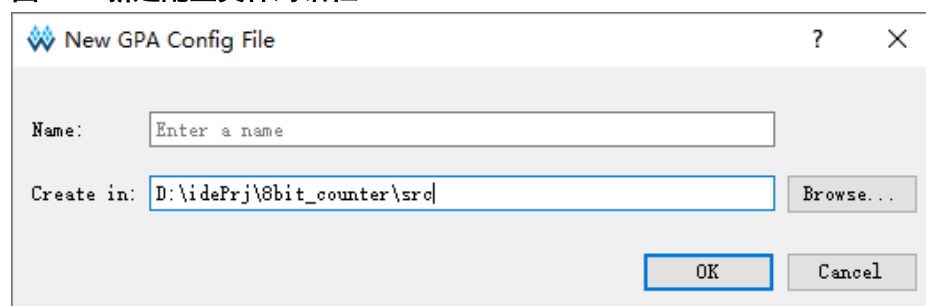 New GPA Config File
Name: Enter a name
Create in: D:\idePrj\8bit_counter\src Browse...
OK Cancel